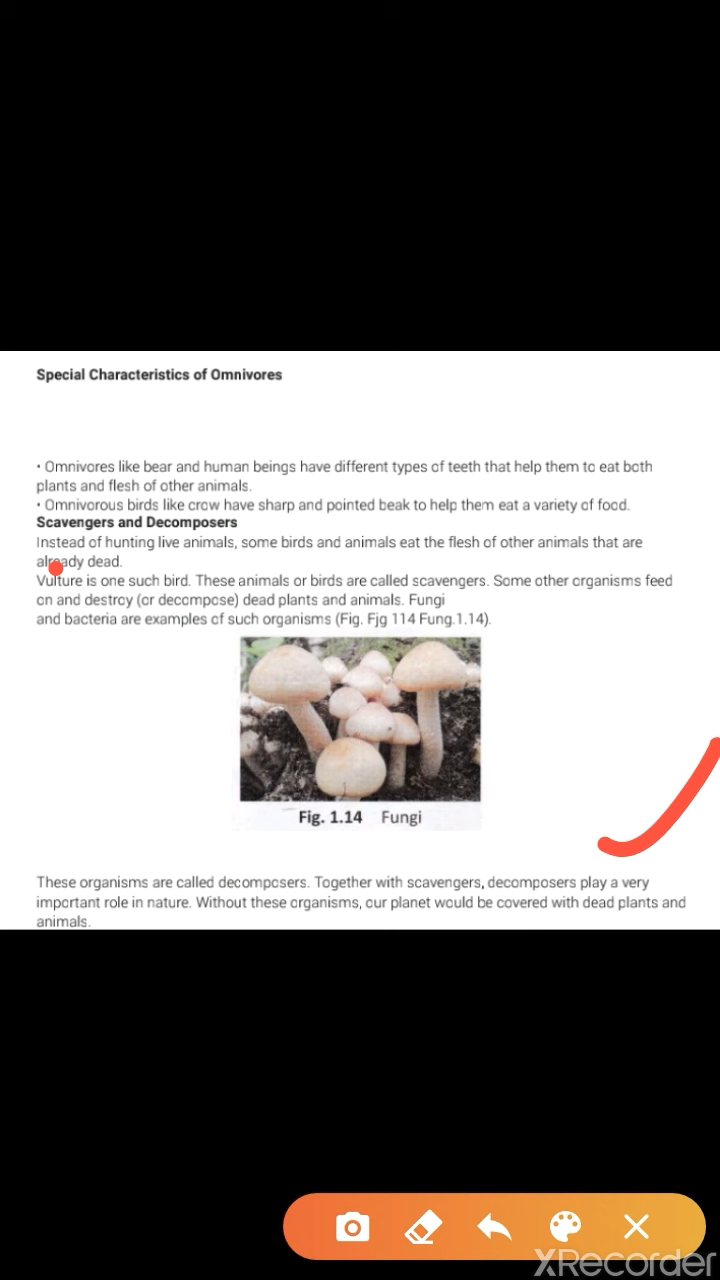 Special Characteristics of Omnivores
• Omnivores like bear and human beings have different types of teeth that help them to eat both
plants and flesh of other animals.
• Omnivorous birds like crow have sharp and pointed beak to help them eat a variety of food.
Scavengers and Decomposers
Instead of hunting live animals, some birds and animals eat the flesh of other animals that are
already dead.
Vulture is one such bird. These animals or birds are called scavengers. Some other organisms feed
on and destroy (or decompose) dead plants and animals. Fungi
and bacteria are examples of such organisms (Fig. Fjg 114 Fung.1.14).
Fig. 1.14 Fungi
These organisms are called decomposers. Together with scavengers, decomposers play a very
important role in nature. Without these organisms, our planet would be covered with dead plants and
animals.
XRecorder